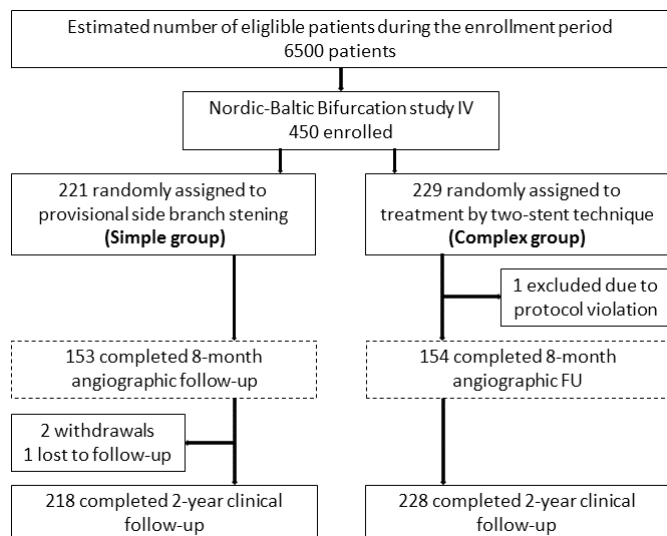 Estimated number of eliglible patients during the enrollment period
6500 patients
Nordic-Baltic Bifurcation study IV
450 enrolled
221 randomly assigned to
provisional side branch stening
(Simple group)
229 randomly assigned to
treatment by two-stent technique
(Complex group)
1 excluded due to
protocol violation
153 completed 8-month
angiographic follow-up
154 completed 8-month
angiographic FU
2 withdrawals
1 lost to follow-up
218 completed 2-year clinical
follow-up
228 completed 2-year clinical
follow-up